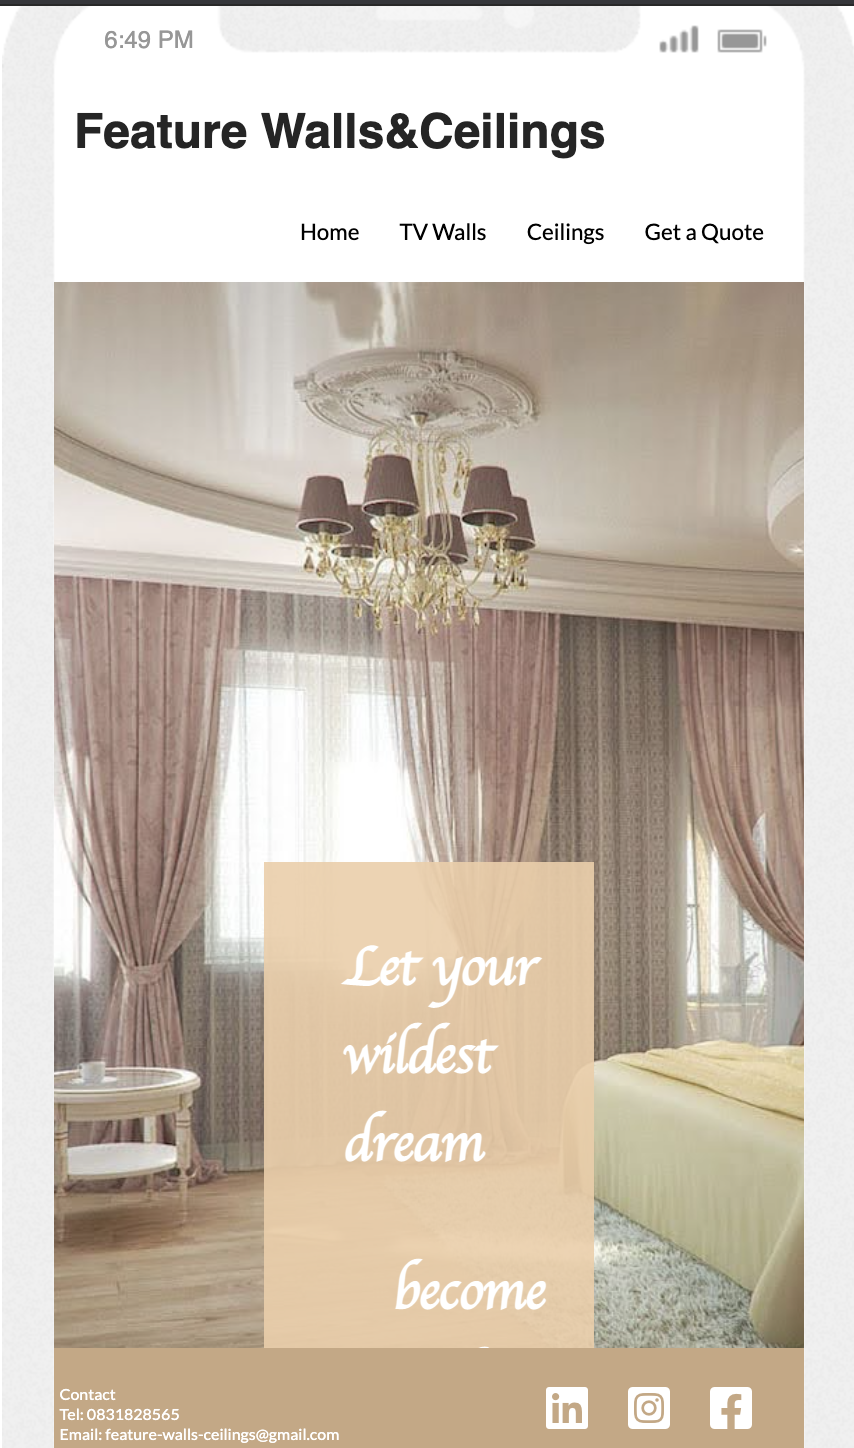 6:49 PM
Feature Walls&Ceilings
Home TV Walls Ceilings Get a Quote
Let your
wildest
dream
become
Contact
Tel: 0831828565
Email: feature-walls-ceilings@gmail.com
in